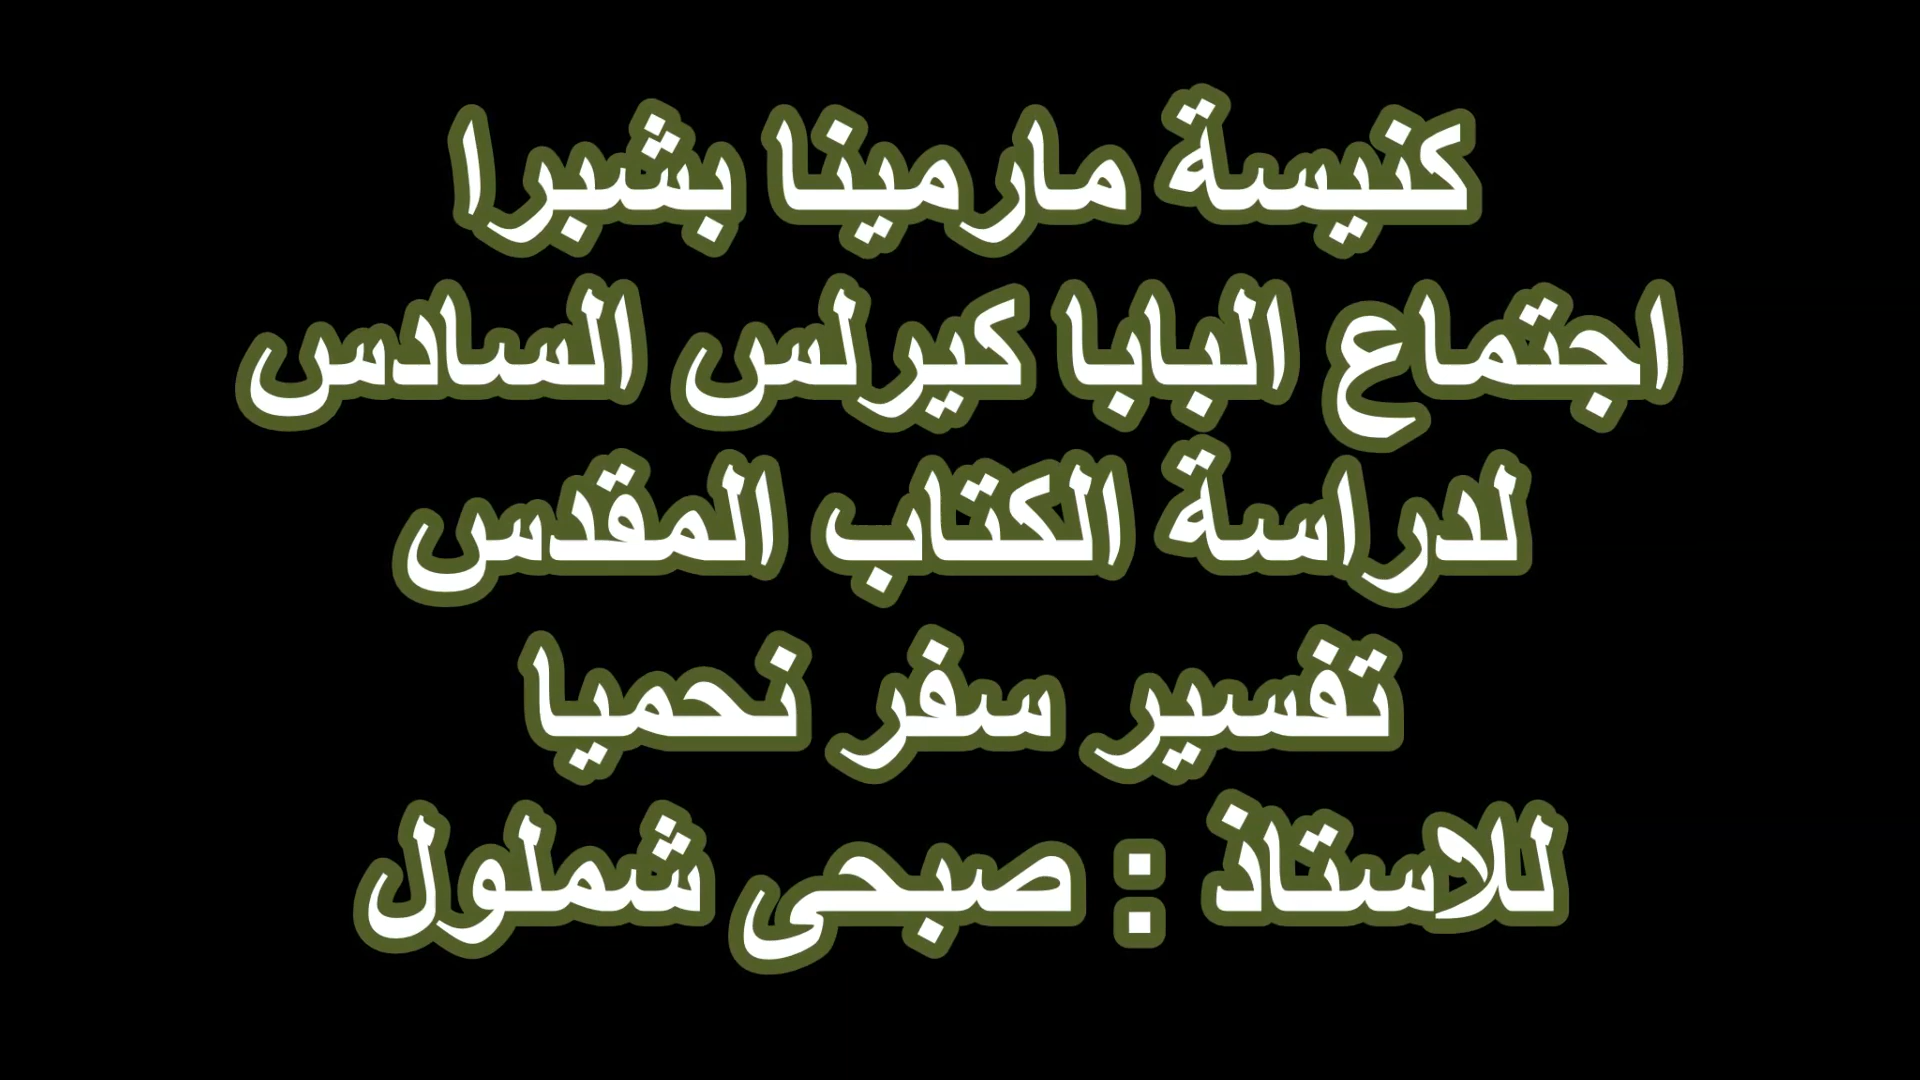 كنيسة مارمينا بشبرا
اجتماع البابا كيرلس السادس
لدراسة الكتاب المقدس
تفسير سفر نحميا
للاستاذ : صبحى شملول